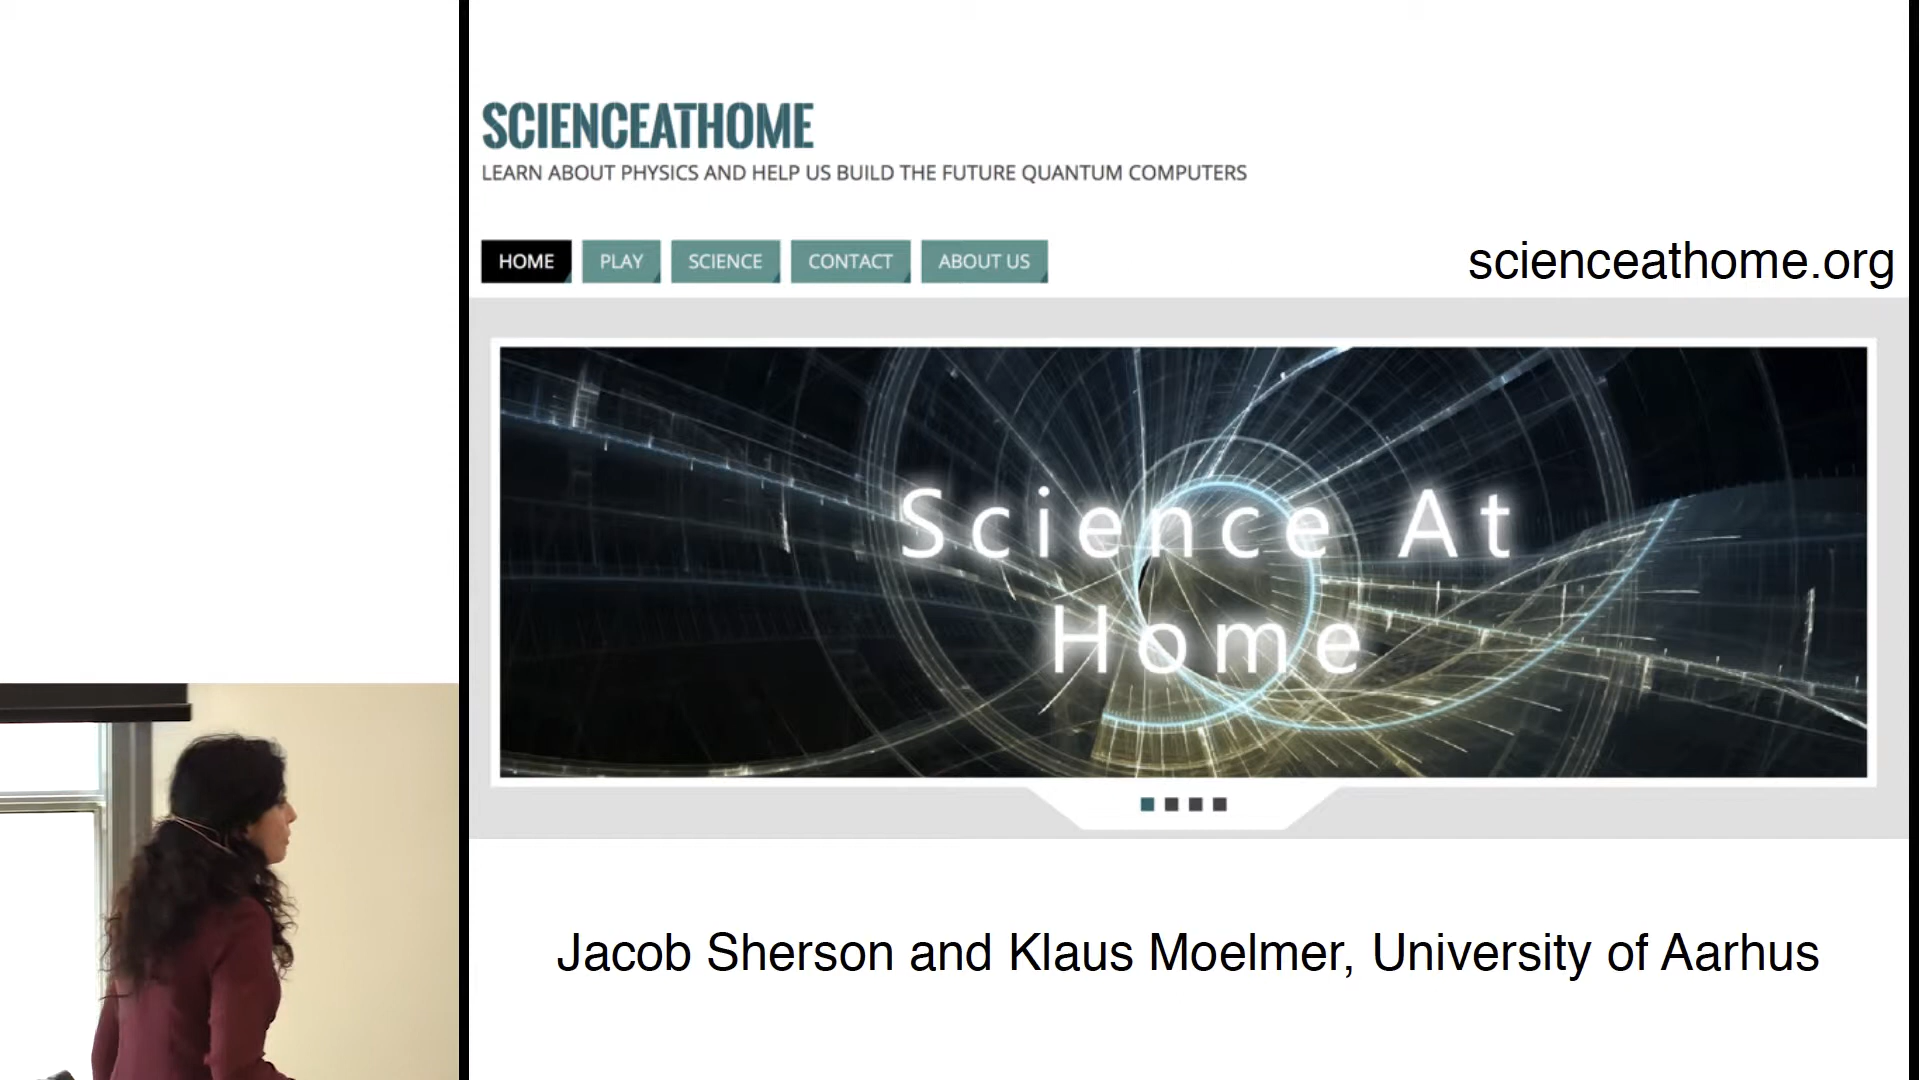 SCIENCEATHOME
LEARN ABOUT PHYSICS AND HELP US BUILD THE FUTURE QUANTUM COMPUTERS
HOME PLAY SCIENCE CONTACT ABOUT US
scienceathome.org
Science At
Home
Jacob Sherson and Klaus Moelmer, University of Aarhus